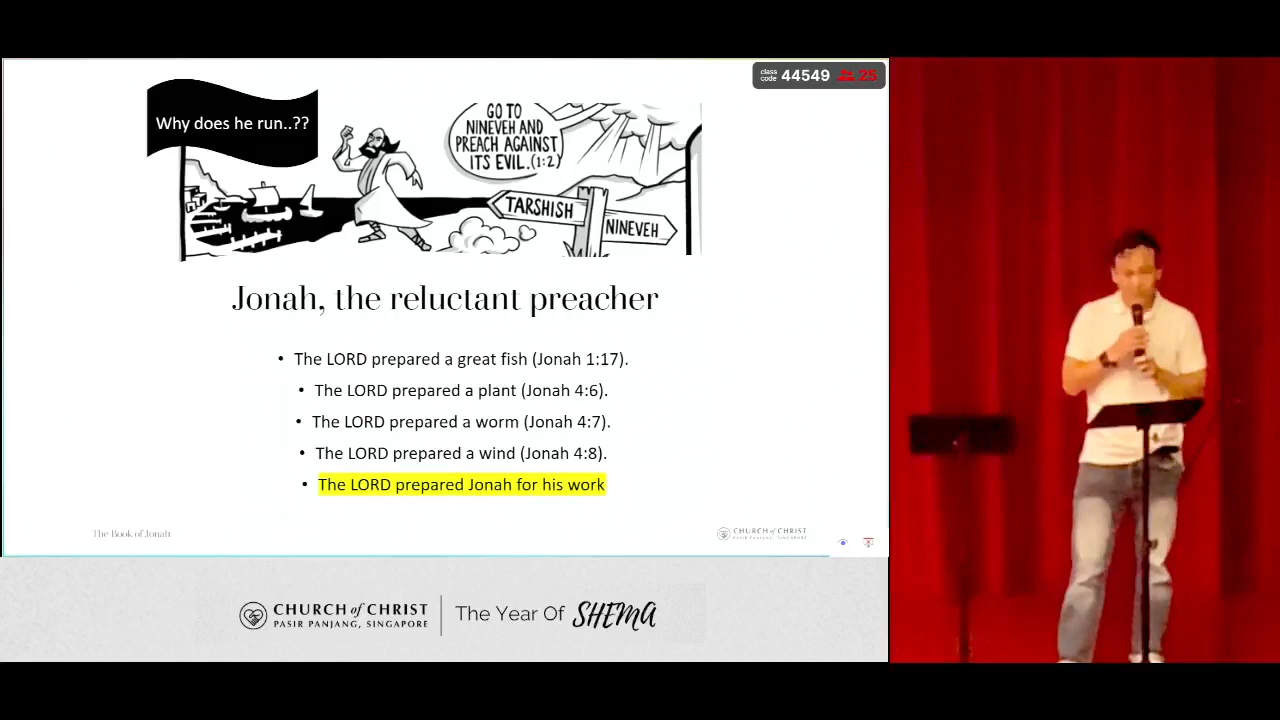 class
code 44549 25
Why does he run..??
GO TO
NINEVEH AND
PREACH AGAINST
ITS EVIL.(1:2)
TARSHISH
NINEVEH
Jonah, the reluctant preacher
• The LORD prepared a great fish (Jonah 1:17).
• The LORD prepared a plant (Jonah 4:6).
• The LORD prepared a worm (Jonah 4:7).
• The LORD prepared a wind (Jonah 4:8).
• The LORD prepared Jonah for his work
The Book of Jonah
CHURCH of CHRIST
PASIR PANJANG, SINGAPORE
CHURCH of CHRIST
PASIR PANJANG, SINGAPORE
The Year Of SHEMA